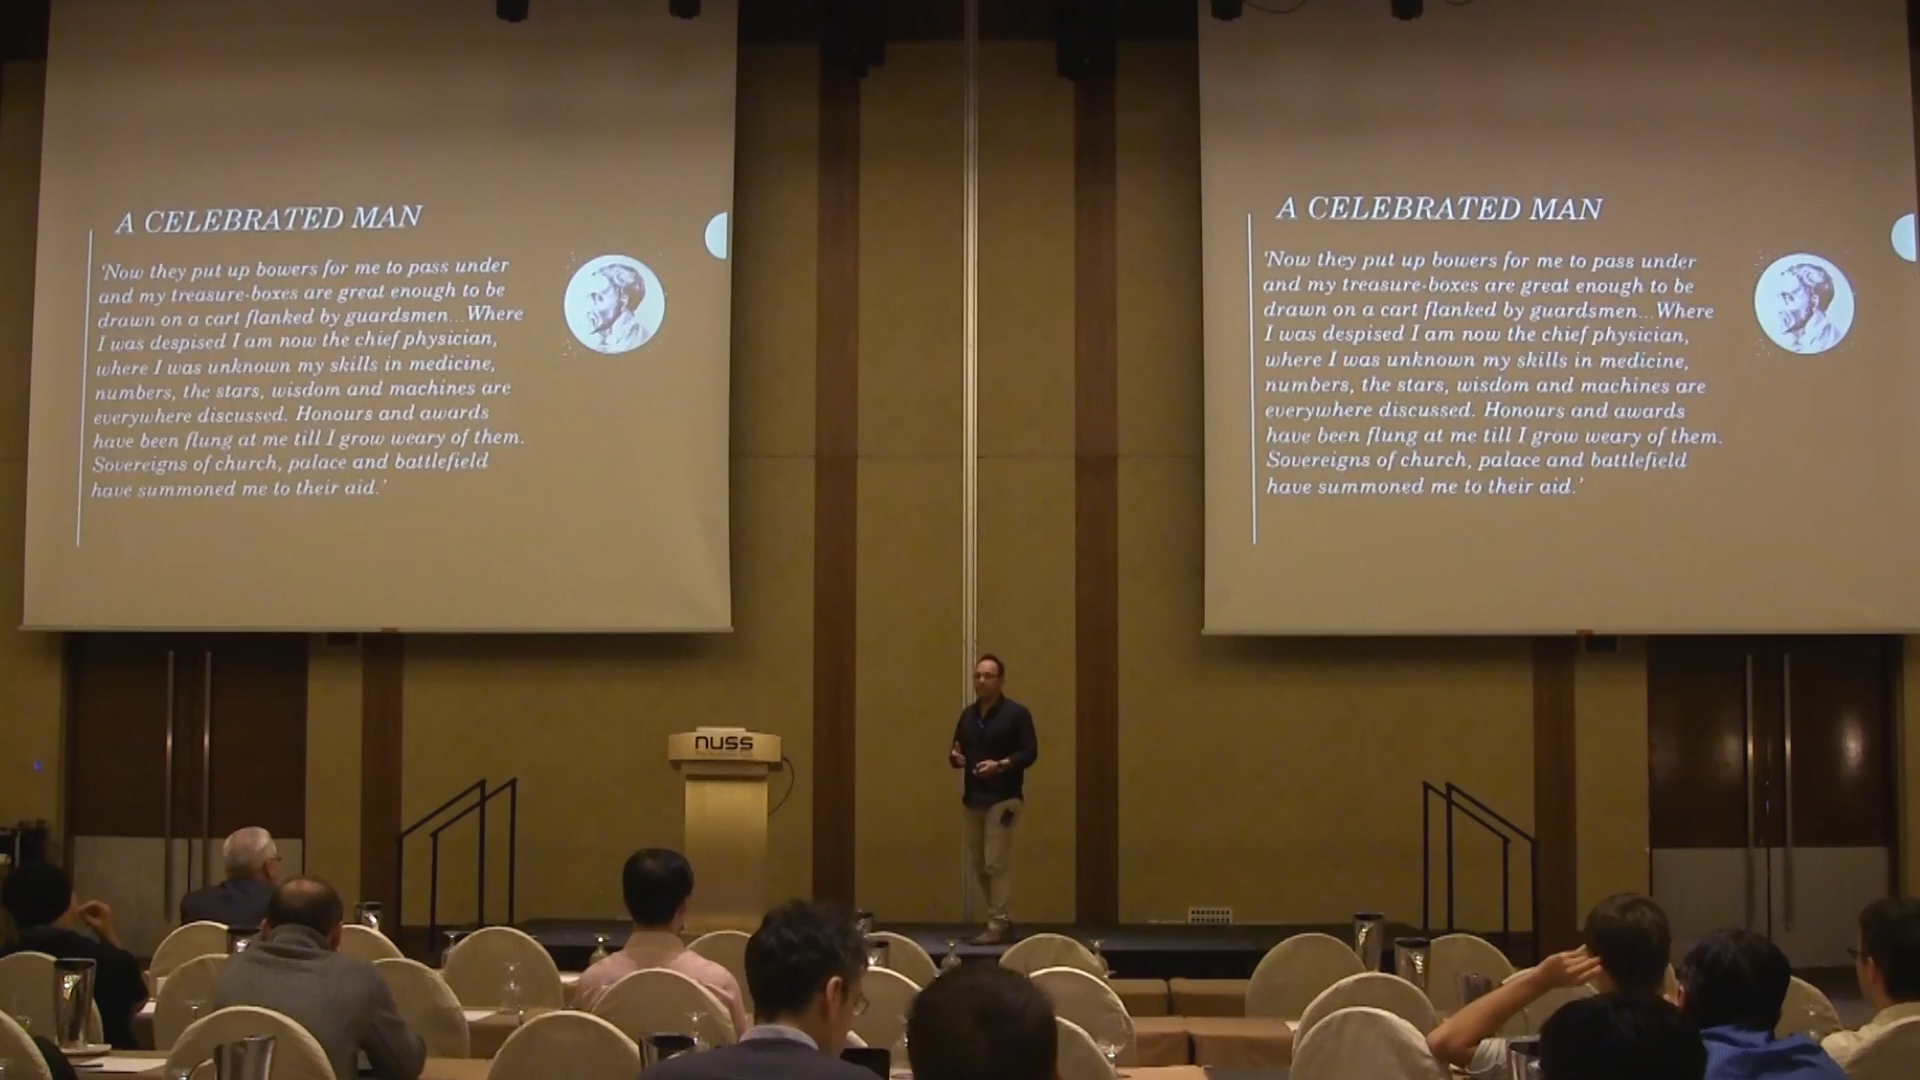 A CELEBRATED MAN
'Now they put up bowers for me to pass under
and my treasure-boxes are great enough to be
drawn on a cart flanked by guardsmen...Where
I was despised I am now the chief physician,
where I was unknown my skills in medicine,
numbers, the stars, wisdom and machines are
everywhere discussed. Honours and awards
have been flung at me till I grow weary of them.
Sovereigns of church, palace and battlefield
have summoned me to their aid.'
A CELEBRATED MAN
'Now they put up bowers for me to pass under
and my treasure-boxes are great enough to be
drawn on a cart flanked by guardsmen...Where
I was despised I am now the chief physician,
where I was unknown my skills in medicine,
numbers, the stars, wisdom and machines are
everywhere discussed. Honours and awards
have been flung at me till I grow weary of them.
Sovereigns of church, palace and battlefield
have summoned me to their aid.'
nuss